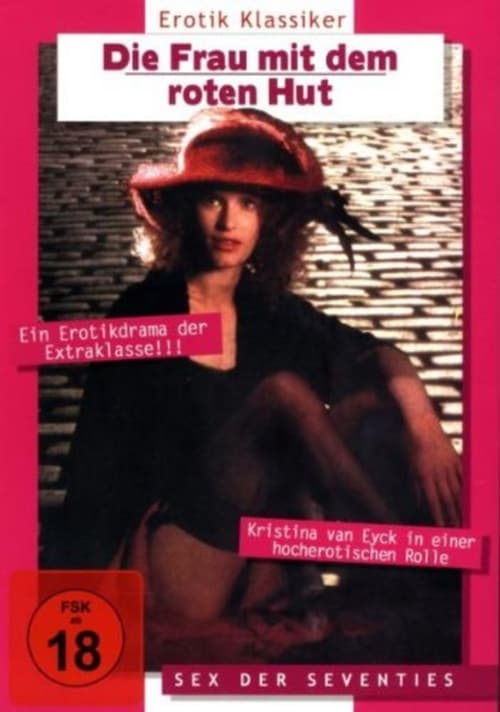 Erotik Klassiker
Die Frau mit dem
roten Hut
Ein Erotikdrama der
Extraklasse!!!
Kristina van Eyck in einer
hocherotischen Rolle
FSK
ab
18
SEX DER SEVENTIES